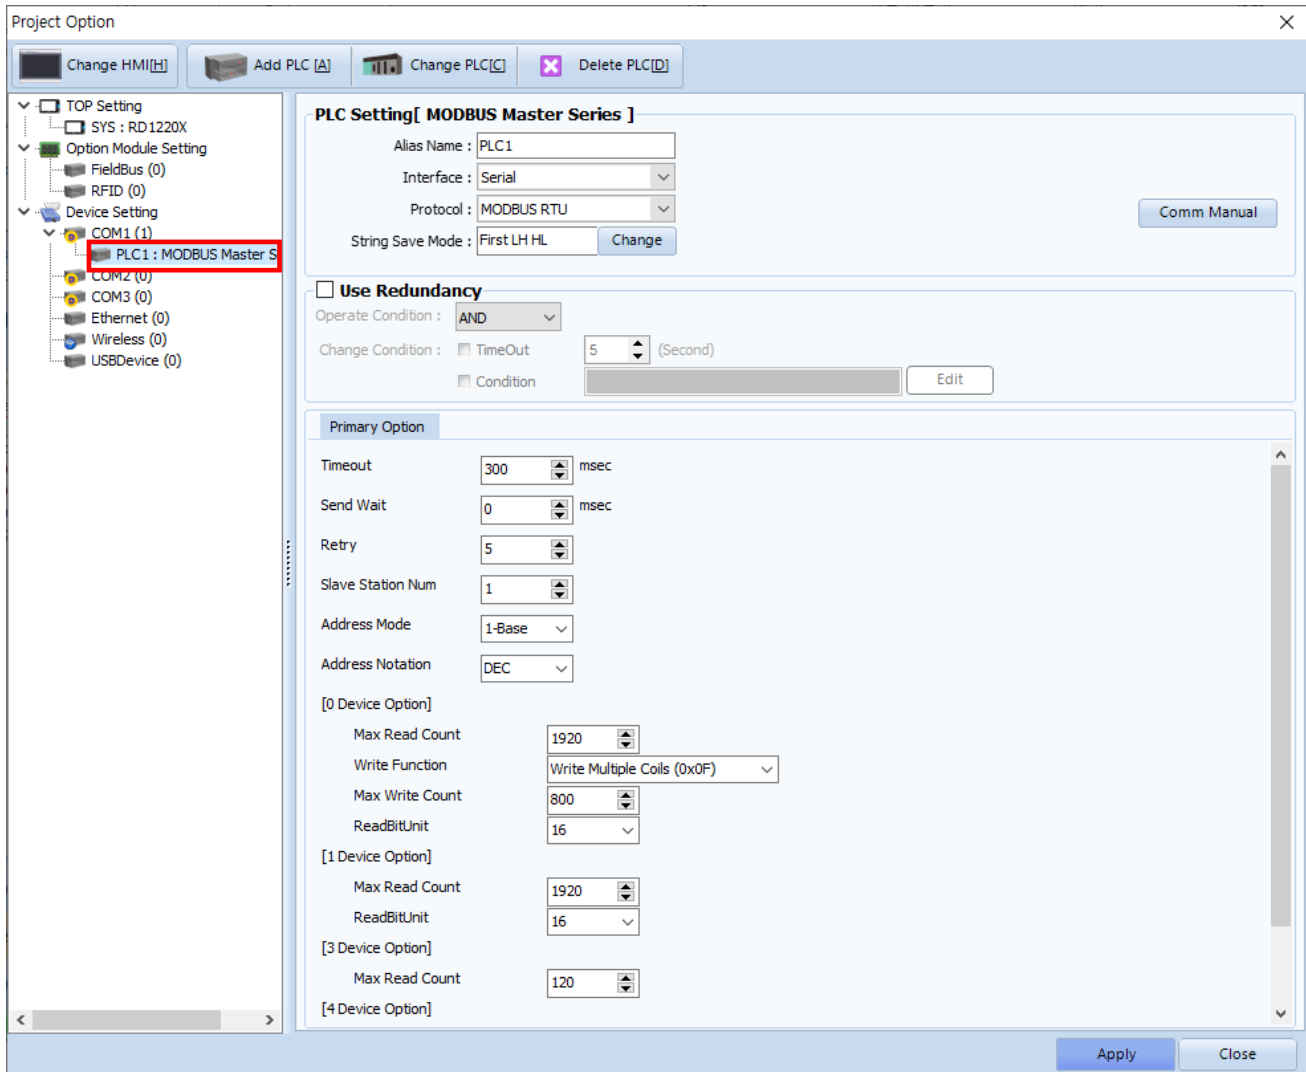 Project Option
Change HMI[H]
Add PLC [A]
Change PLC[C]
Delete PLC[D]
TOP Setting
SYS : RD1220X
Option Module Setting
FieldBus (0)
RFID (0)
Device Setting
COM1 (1)
PLC1 : MODBUS Master S
COM2 (0)
COM3 (0)
Ethernet (0)
Wireless (0)
USBDevice (0)
PLC Setting[ MODBUS Master Series ]
Alias Name : PLC1
Interface : Serial
Protocol : MODBUS RTU
Comm Manual
String Save Mode : First LH HL Change
Use Redundancy
Operate Condition : AND
Change Condition : TimeOut 5 (Second)
Condition Edit
Primary Option
Timeout 300 msec
Send Wait 0 msec
Retry 5
Slave Station Num 1
Address Mode 1-Base
Address Notation DEC
[0 Device Option]
Max Read Count 1920
Write Function Write Multiple Coils (0x0F)
Max Write Count 800
ReadBitUnit 16
[1 Device Option]
Max Read Count 1920
ReadBitUnit 16
[3 Device Option]
Max Read Count 120
[4 Device Option]
Apply Close